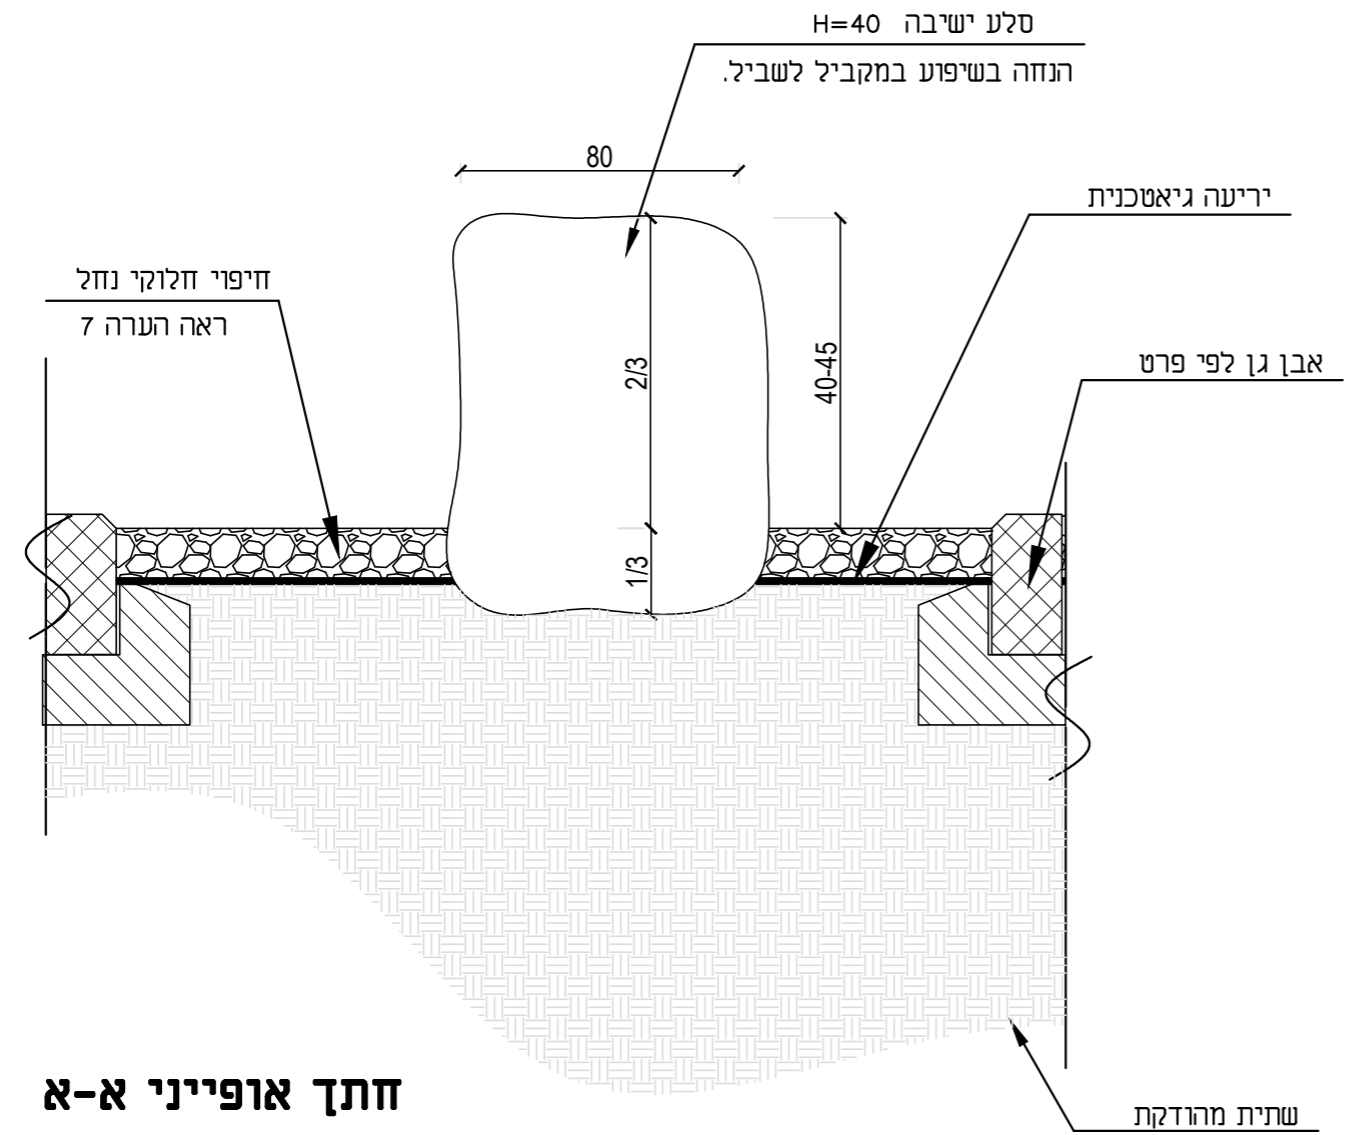 סלע ישיבה H=40
הנחה בשיפוע במקביל לשביל.
80
יריעה גיאטכנית
חיפוי חלוקי נחל
ראה הערה 7
2/3
40-45
אבן גן לפי פרט
1/3
חתך אופייני א-א
שתית מהודקת